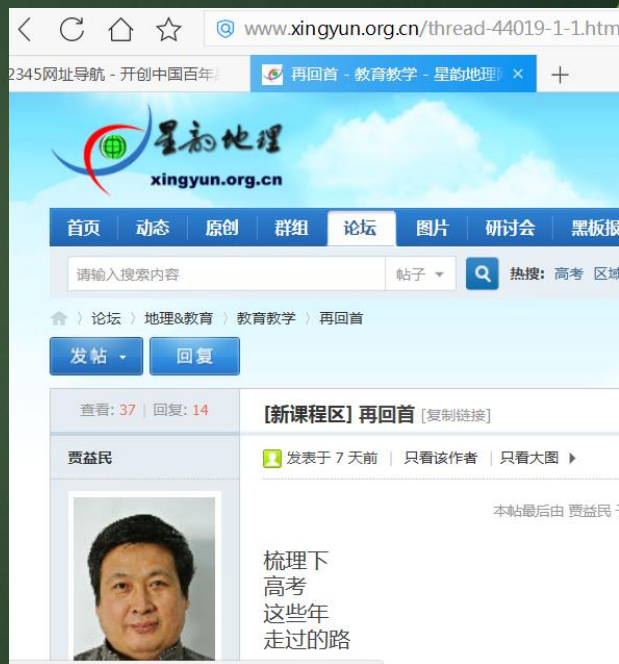 www.xingyun.org.cn/thread-44019-1-1.htm
2345网址导航 - 开创中国百年
再回首 - 教育教学 - 星韵地理
星韵地理
xingyun.org.cn
首页 动态 原创 群组 论坛 图片 研讨会 黑板报
请输入搜索内容 帖子 热搜: 高考 区域
论坛 〉 地理&教育 〉 教育教学 〉 再回首
发帖 回复
查看: 37 | 回复: 14 [新课程区] 再回首 [复制链接]
贾益民 发表于 7 天前 | 只看该作者 | 只看大图
本帖最后由 贾益民
梳理下
高考
这些年
走过的路